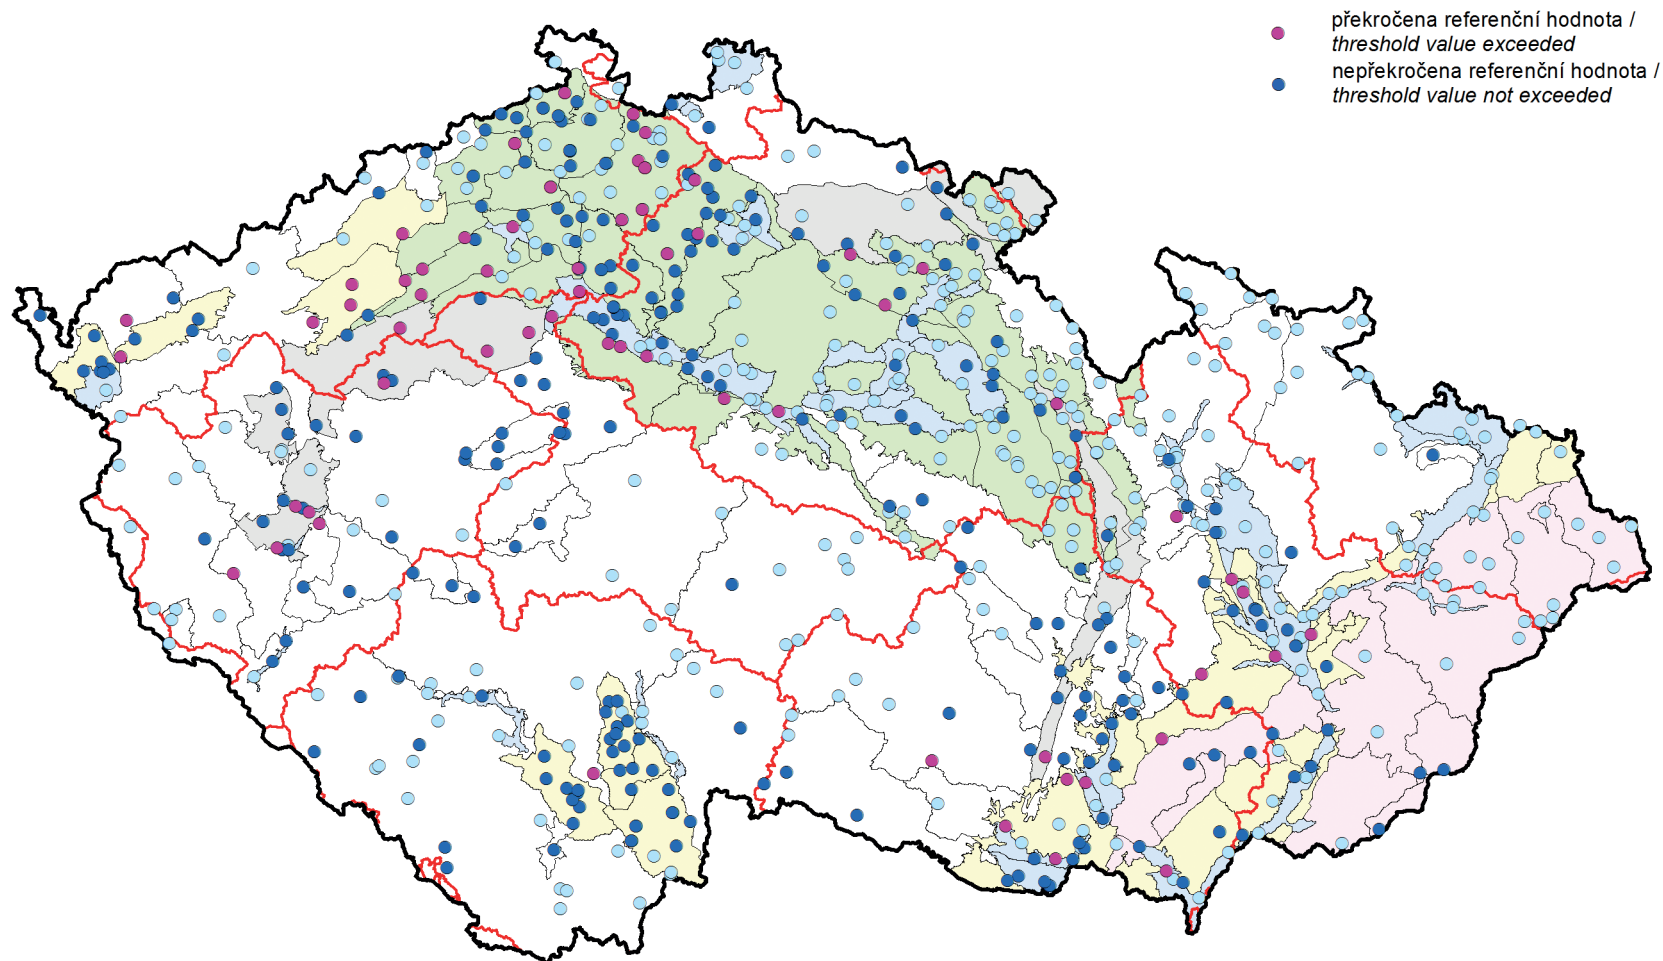 překročena referenční hodnota /
threshold value exceeded
nepřekročena referenční hodnota /
threshold value not exceeded